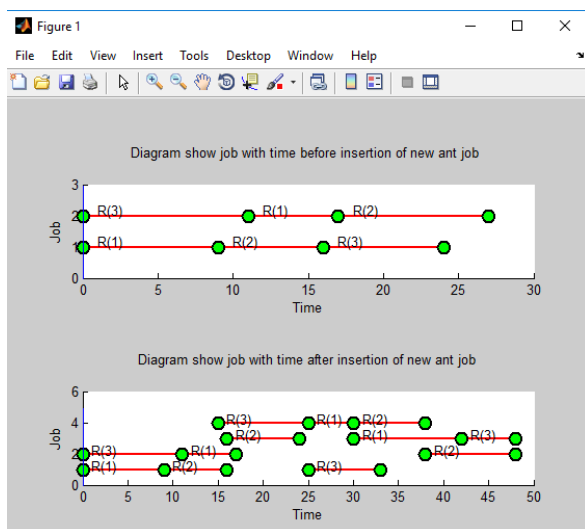 Figure 1
File Edit View Insert Tools Desktop Window Help
Diagram show job with time before insertion of new ant job
3
2 R(3) R(1) R(2)
Job
1 R(1) R(2) R(3)
0
0 5 10 15 20 25 30
Time
Diagram show job with time after insertion of new ant job
6
4 R(3) R(1) R(2)
R(2) R(1) R(3)
Job
2 R(3) R(1) R(2)
R(1) R(2) R(3)
0
0 5 10 15 20 25 30 35 40 45 50
Time